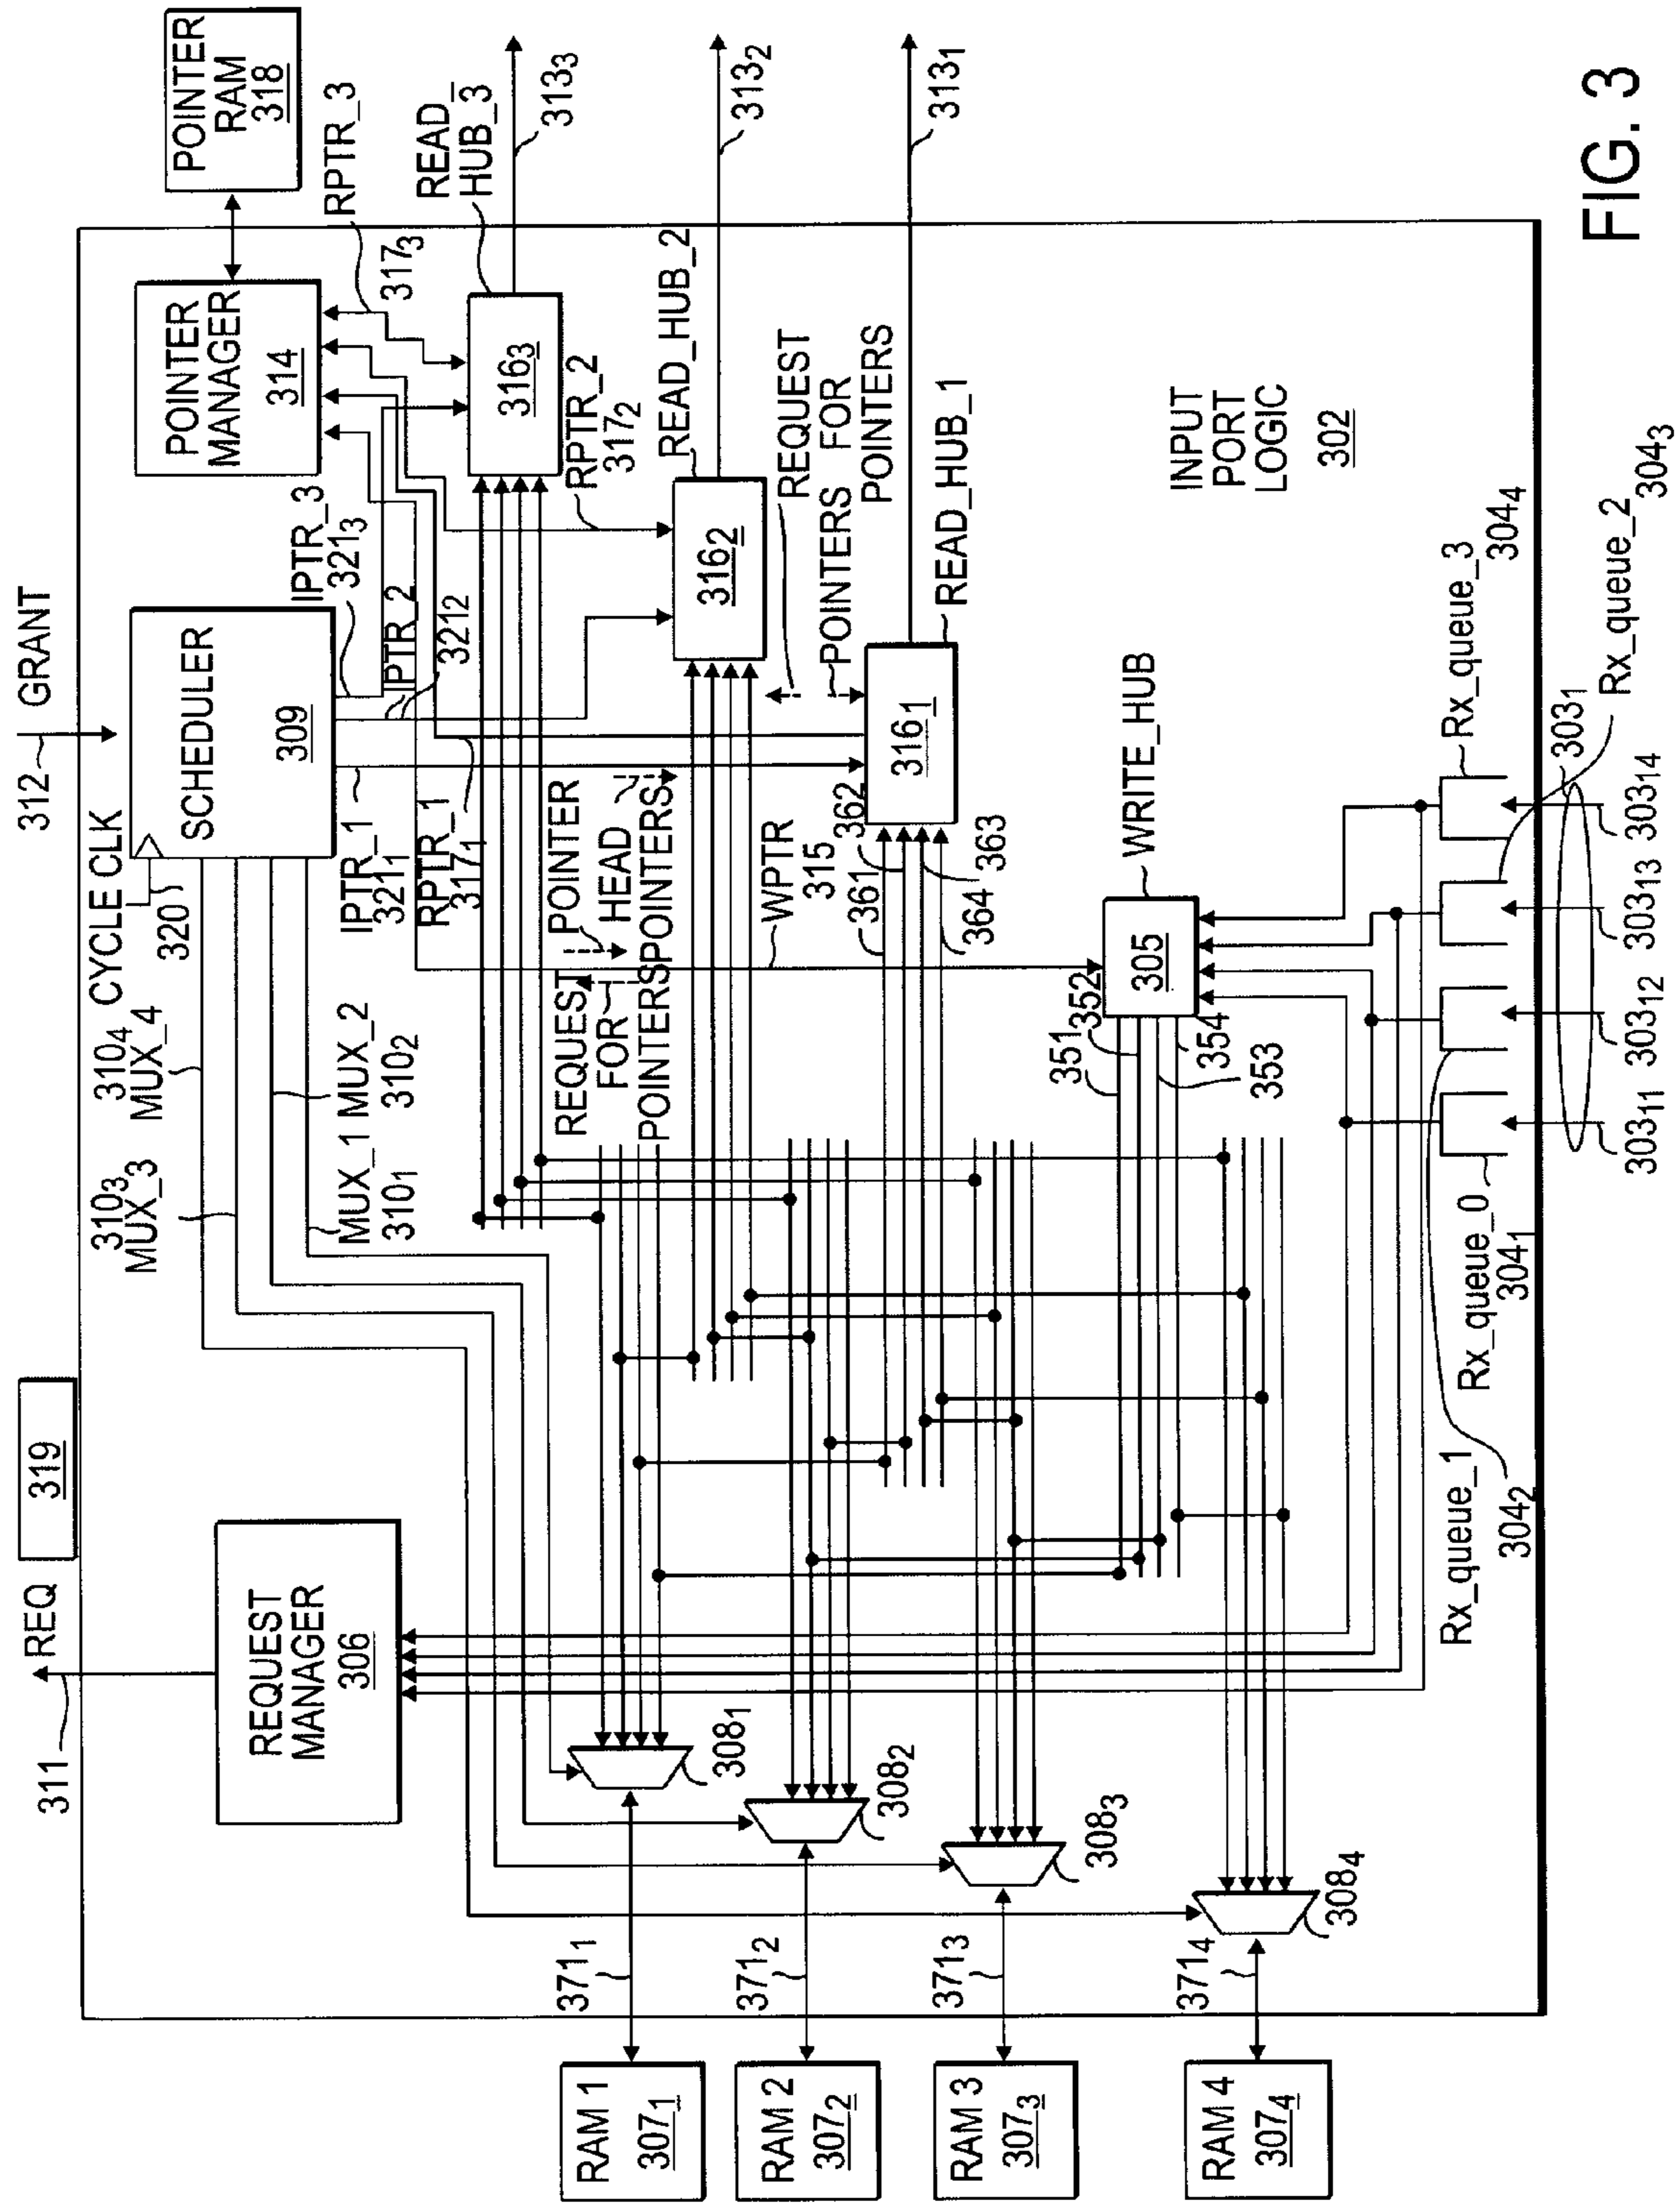 FIG. 3
319
311
REQ
REQUEST
MANAGER
306
312
GRANT
CYCLE CLK
320
SCHEDULER
309
POINTER
MANAGER
314
POINTER
RAM
318
310₃
MUX_3
310₄
MUX_4
MUX_1
310₁
MUX_2
310₂
IPTR_1
321₁
RPTR_1
317₁
IPTR_3
321₃
IPTR_2
321₂
RPTR_3
317₃
READ_
HUB_3
316₃
313₃
RPTR_2
317₂
READ_HUB_2
316₂
313₂
REQUEST
FOR
POINTERS
POINTER
HEAD
POINTERS
POINTERS
REQUEST
FOR
POINTERS
READ_HUB_1
316₁
313₁
WPTR
315
361
362
363
364
WRITE_HUB
305
351
352
353
354
INPUT
PORT
LOGIC
302
308₁
308₂
308₃
308₄
371₁
371₂
371₃
371₄
RAM 1
307₁
RAM 2
307₂
RAM 3
307₃
RAM 4
307₄
Rx_queue_1
304₂
Rx_queue_0
304₁
Rx_queue_3
304₄
Rx_queue_2
304₃
303₁
303₁₁
303₁₂
303₁₃
303₁₄